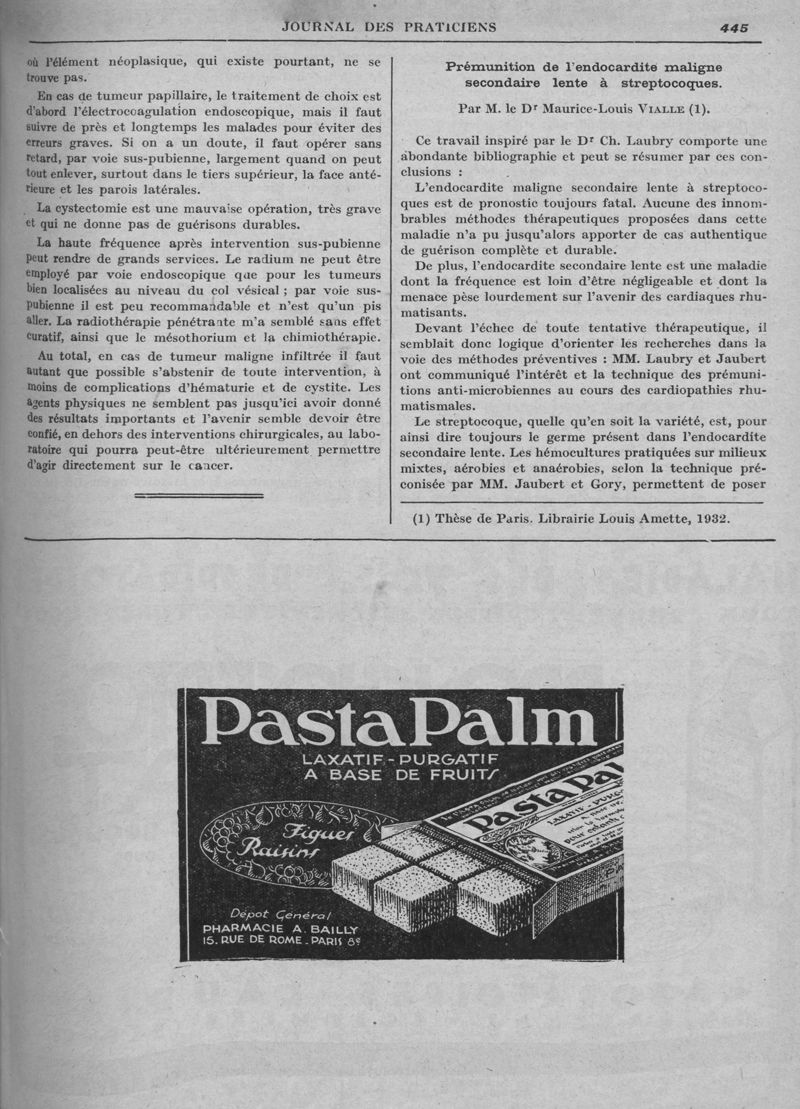 JOURNAL DES PRATICIENS 445
où l'élément néoplasique, qui existe pourtant, ne se
trouve pas.
En cas de tumeur papillaire, le traitement de choix est
d'abord l'électrocoagulation endoscopique, mais il faut
suivre de près et longtemps les malades pour éviter des
erreurs graves. Si on a un doute, il faut opérer sans
retard, par voie sus-pubienne, largement quand on peut
tout enlever, surtout dans le tiers supérieur, la face anté-
rieure et les parois latérales.
La cystectomie est une mauvaise opération, très grave
et qui ne donne pas de guérisons durables.
La haute fréquence après intervention sus-pubienne
peut rendre de grands services. Le radium ne peut être
employé par voie endoscopique que pour les tumeurs
bien localisées au niveau du col vésical ; par voie sus-
pubienne il est peu recommandable et n'est qu'un pis
aller. La radiothérapie pénétrante m'a semblé sans effet
curatif, ainsi que le mésothorium et la chimiothérapie.
Au total, en cas de tumeur maligne infiltrée il faut
autant que possible s'abstenir de toute intervention, à
moins de complications d'hématurie et de cystite. Les
agents physiques ne semblent pas jusqu'ici avoir donné
des résultats importants et l'avenir semble devoir être
confié, en dehors des interventions chirurgicales, au labo-
ratoire qui pourra peut-être ultérieurement permettre
d'agir directement sur le cancer.
Prémunition de l'endocardite maligne
secondaire lente à streptocoques.
Par M. le Dr Maurice-Louis VIALLE (1).
Ce travail inspiré par le Dr Ch. Laubry comporte une
abondante bibliographie et peut se résumer par ces con-
clusions :
L'endocardite maligne secondaire lente à streptoco-
ques est de pronostic toujours fatal. Aucune des innom-
brables méthodes thérapeutiques proposées dans cette
maladie n'a pu jusqu'alors apporter de cas authentique
de guérison complète et durable.
De plus, l'endocardite secondaire lente est une maladie
dont la fréquence est loin d'être négligeable et dont la
menace pèse lourdement sur l'avenir des cardiaques rhu-
matisants.
Devant l'échec de toute tentative thérapeutique, il
semblait donc logique d'orienter les recherches dans la
voie des méthodes préventives : MM. Laubry et Jaubert
ont communiqué l'intérêt et la technique des prémuni-
tions anti-microbiennes au cours des cardiopathies rhu-
matismales.
Le streptocoque, quelle qu'en soit la variété, est, pour
ainsi dire toujours le germe présent dans l'endocardite
secondaire lente. Les hémocultures pratiquées sur milieux
mixtes, aérobies et anaérobies, selon la technique pré-
conisée par MM. Jaubert et Gory, permettent de poser
(1) Thèse de Paris. Librairie Louis Amette, 1932.
PastaPalm
LAXATIF - PURGATIF
A BASE DE FRUITS
Figues
Raisins
PastaPal
LAXATIF - PURG
Dépot Général
PHARMACIE A. BAILLY
15. RUE DE ROME . PARIS 8e